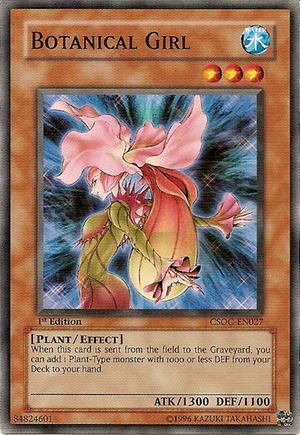 BOTANICAL GIRL
WATER
水
1st Edition
CSOC-EN027
[PLANT/EFFECT]
When this card is sent from the field to the Graveyard, you
can add 1 Plant-Type monster with 1000 or less DEF from your
Deck to your hand.
ATK/1300 DEF/1100
84824601
©1996 KAZUKI TAKAHASHI